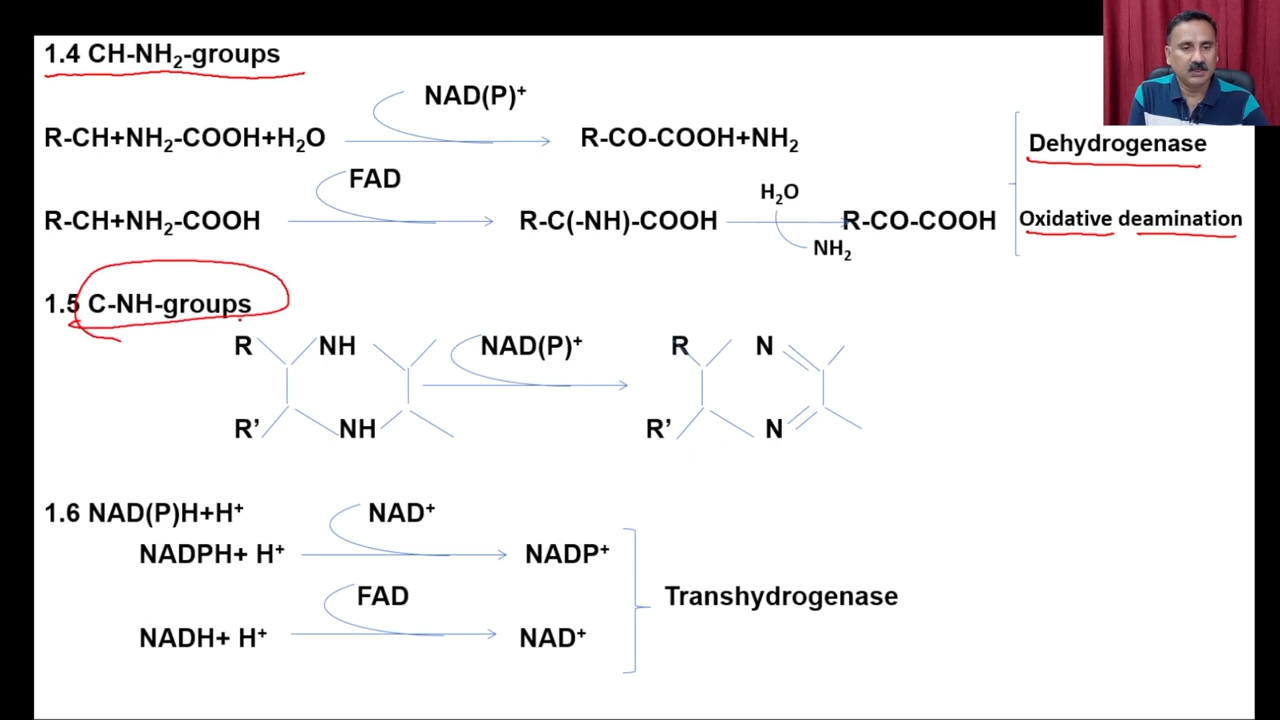 1.4 CH-NH₂-groups
NAD(P)⁺
R-CH+NH₂-COOH+H₂O R-CO-COOH+NH₂
Dehydrogenase
FAD
H₂O
R-CH+NH₂-COOH R-C(-NH)-COOH R-CO-COOH
Oxidative deamination
NH₂
1.5 C-NH-groups
R NH NAD(P)⁺ R N
R’ NH R’ N
1.6 NAD(P)H+H⁺ NAD⁺
NADPH+ H⁺ NADP⁺
FAD Transhydrogenase
NADH+ H⁺ NAD⁺